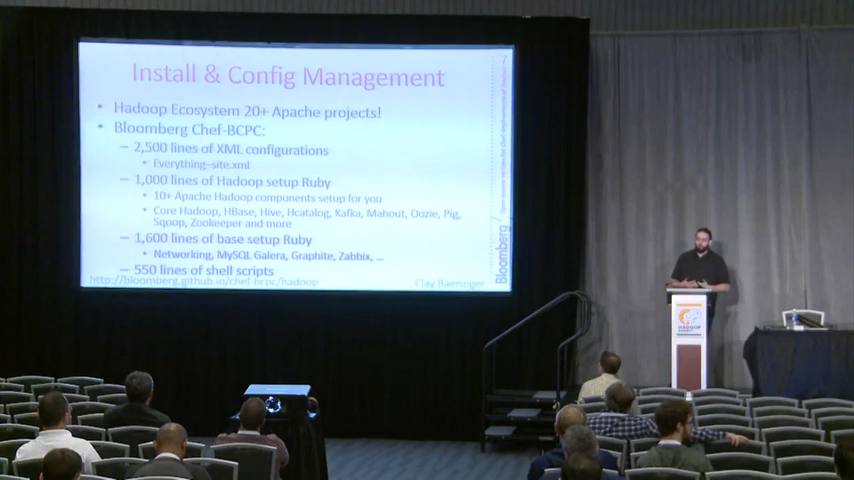 Install & Config Management
• Hadoop Ecosystem 20+ Apache projects!
• Bloomberg Chef-BCPC:
– 2,500 lines of XML configurations
• Everything–site.xml
– 1,000 lines of Hadoop setup Ruby
• 10+ Apache Hadoop components setup for you
• Core Hadoop, HBase, Hive, Hcatalog, Kafka, Mahout, Oozie, Pig,
Sqoop, Zookeeper and more
– 1,600 lines of base setup Ruby
• Networking, MySQL Galera, Graphite, Zabbix, ...
– 550 lines of shell scripts
http://bloomberg.github.io/chef-bcpc/hadoop
Clay Baenziger
Bloomberg /
HADOOP